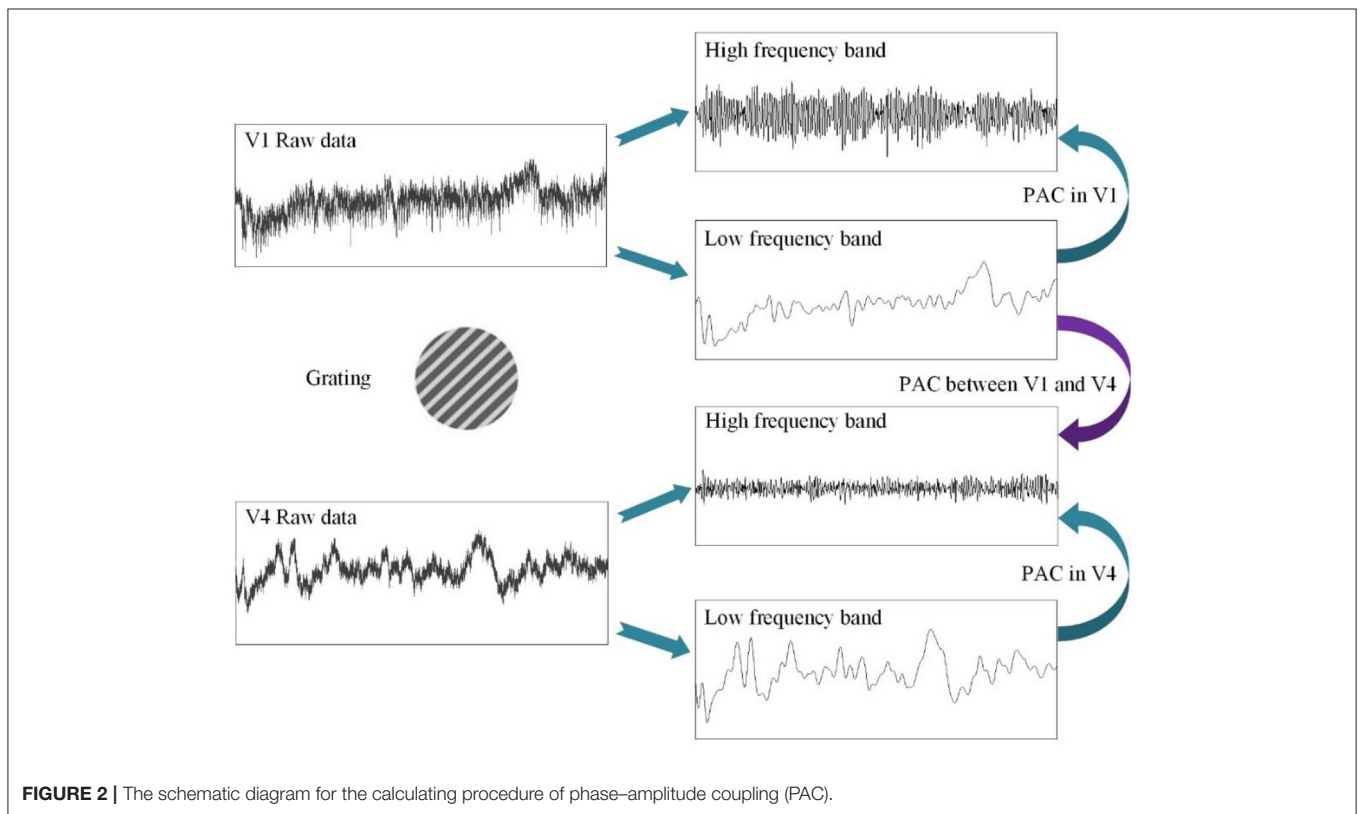 High frequency band
V1 Raw data
PAC in V1
Low frequency band
Grating
PAC between V1 and V4
High frequency band
V4 Raw data
PAC in V4
Low frequency band
FIGURE 2 | The schematic diagram for the calculating procedure of phase–amplitude coupling (PAC).